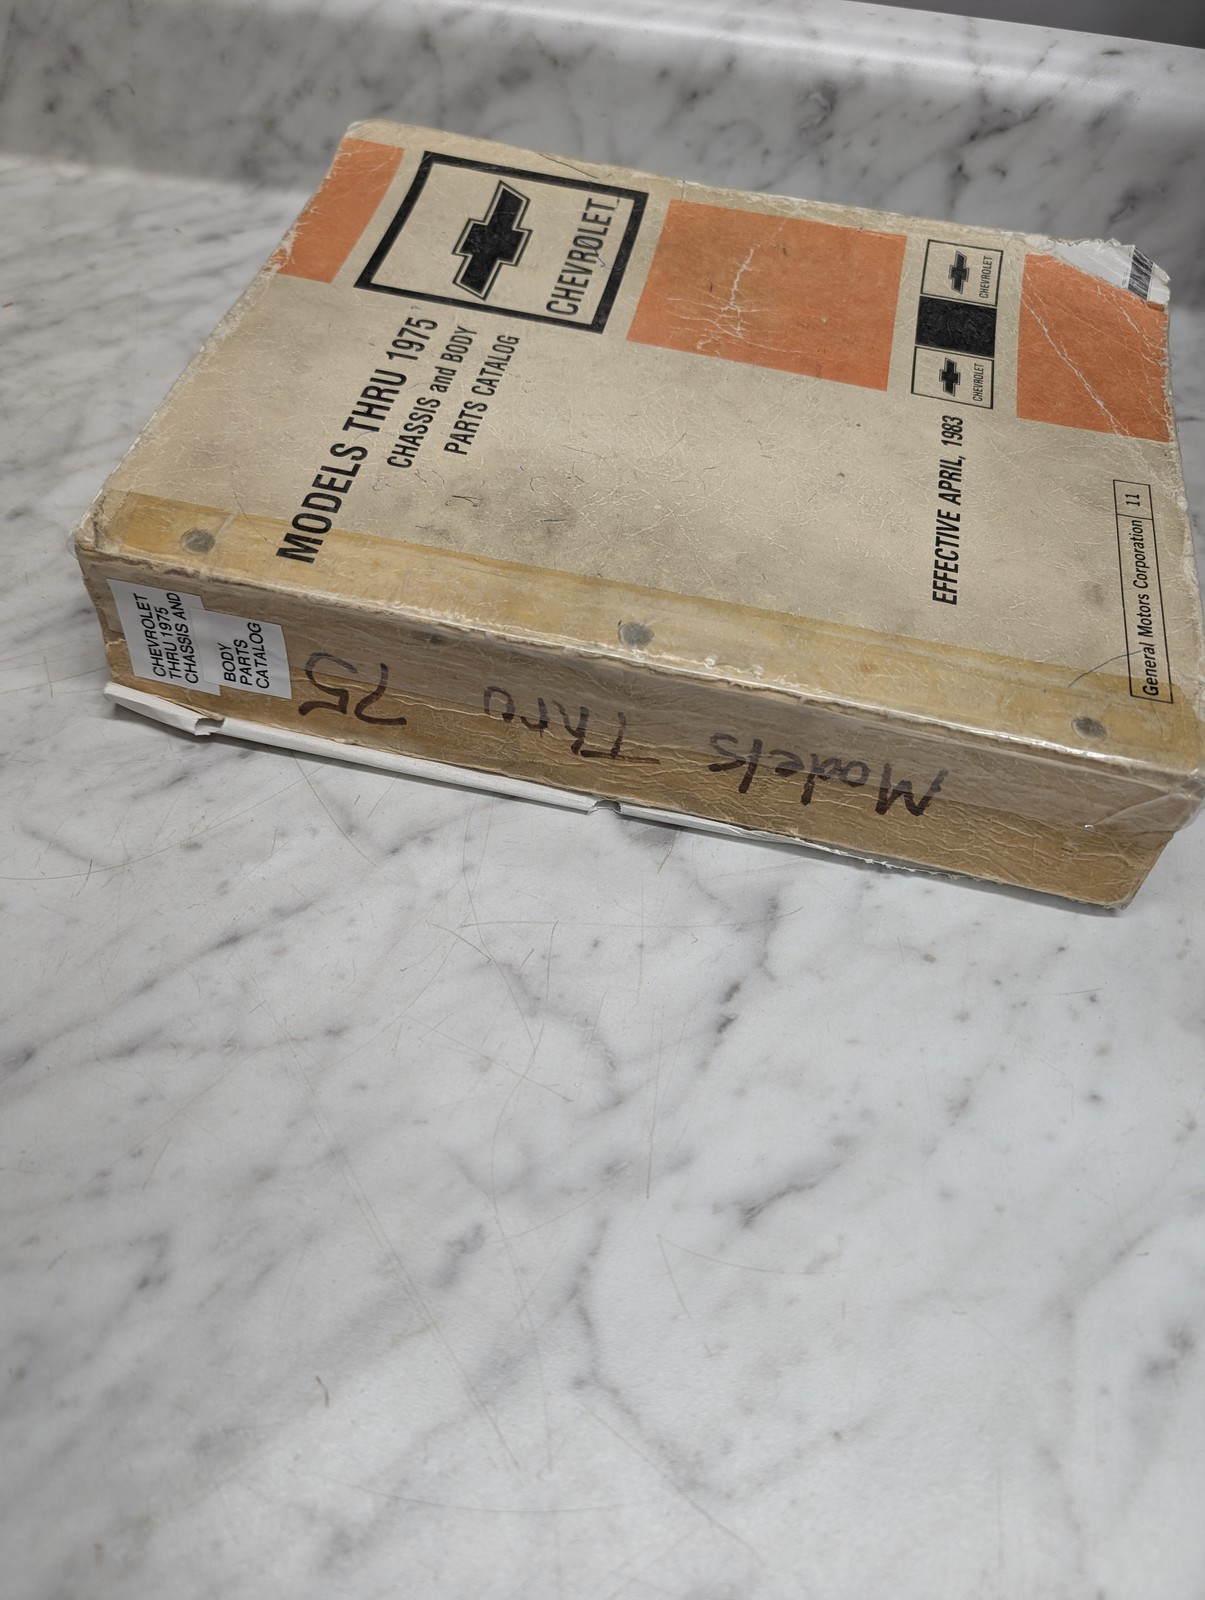 CHEVROLET
MODELS THRU 1975
CHASSIS and BODY
PARTS CATALOG
CHEVROLET
CHEVROLET
EFFECTIVE APRIL, 1983
General Motors Corporation 11
CHEVROLET
THRU 1975
CHASSIS AND
BODY
PARTS
CATALOG
Models Thru 75